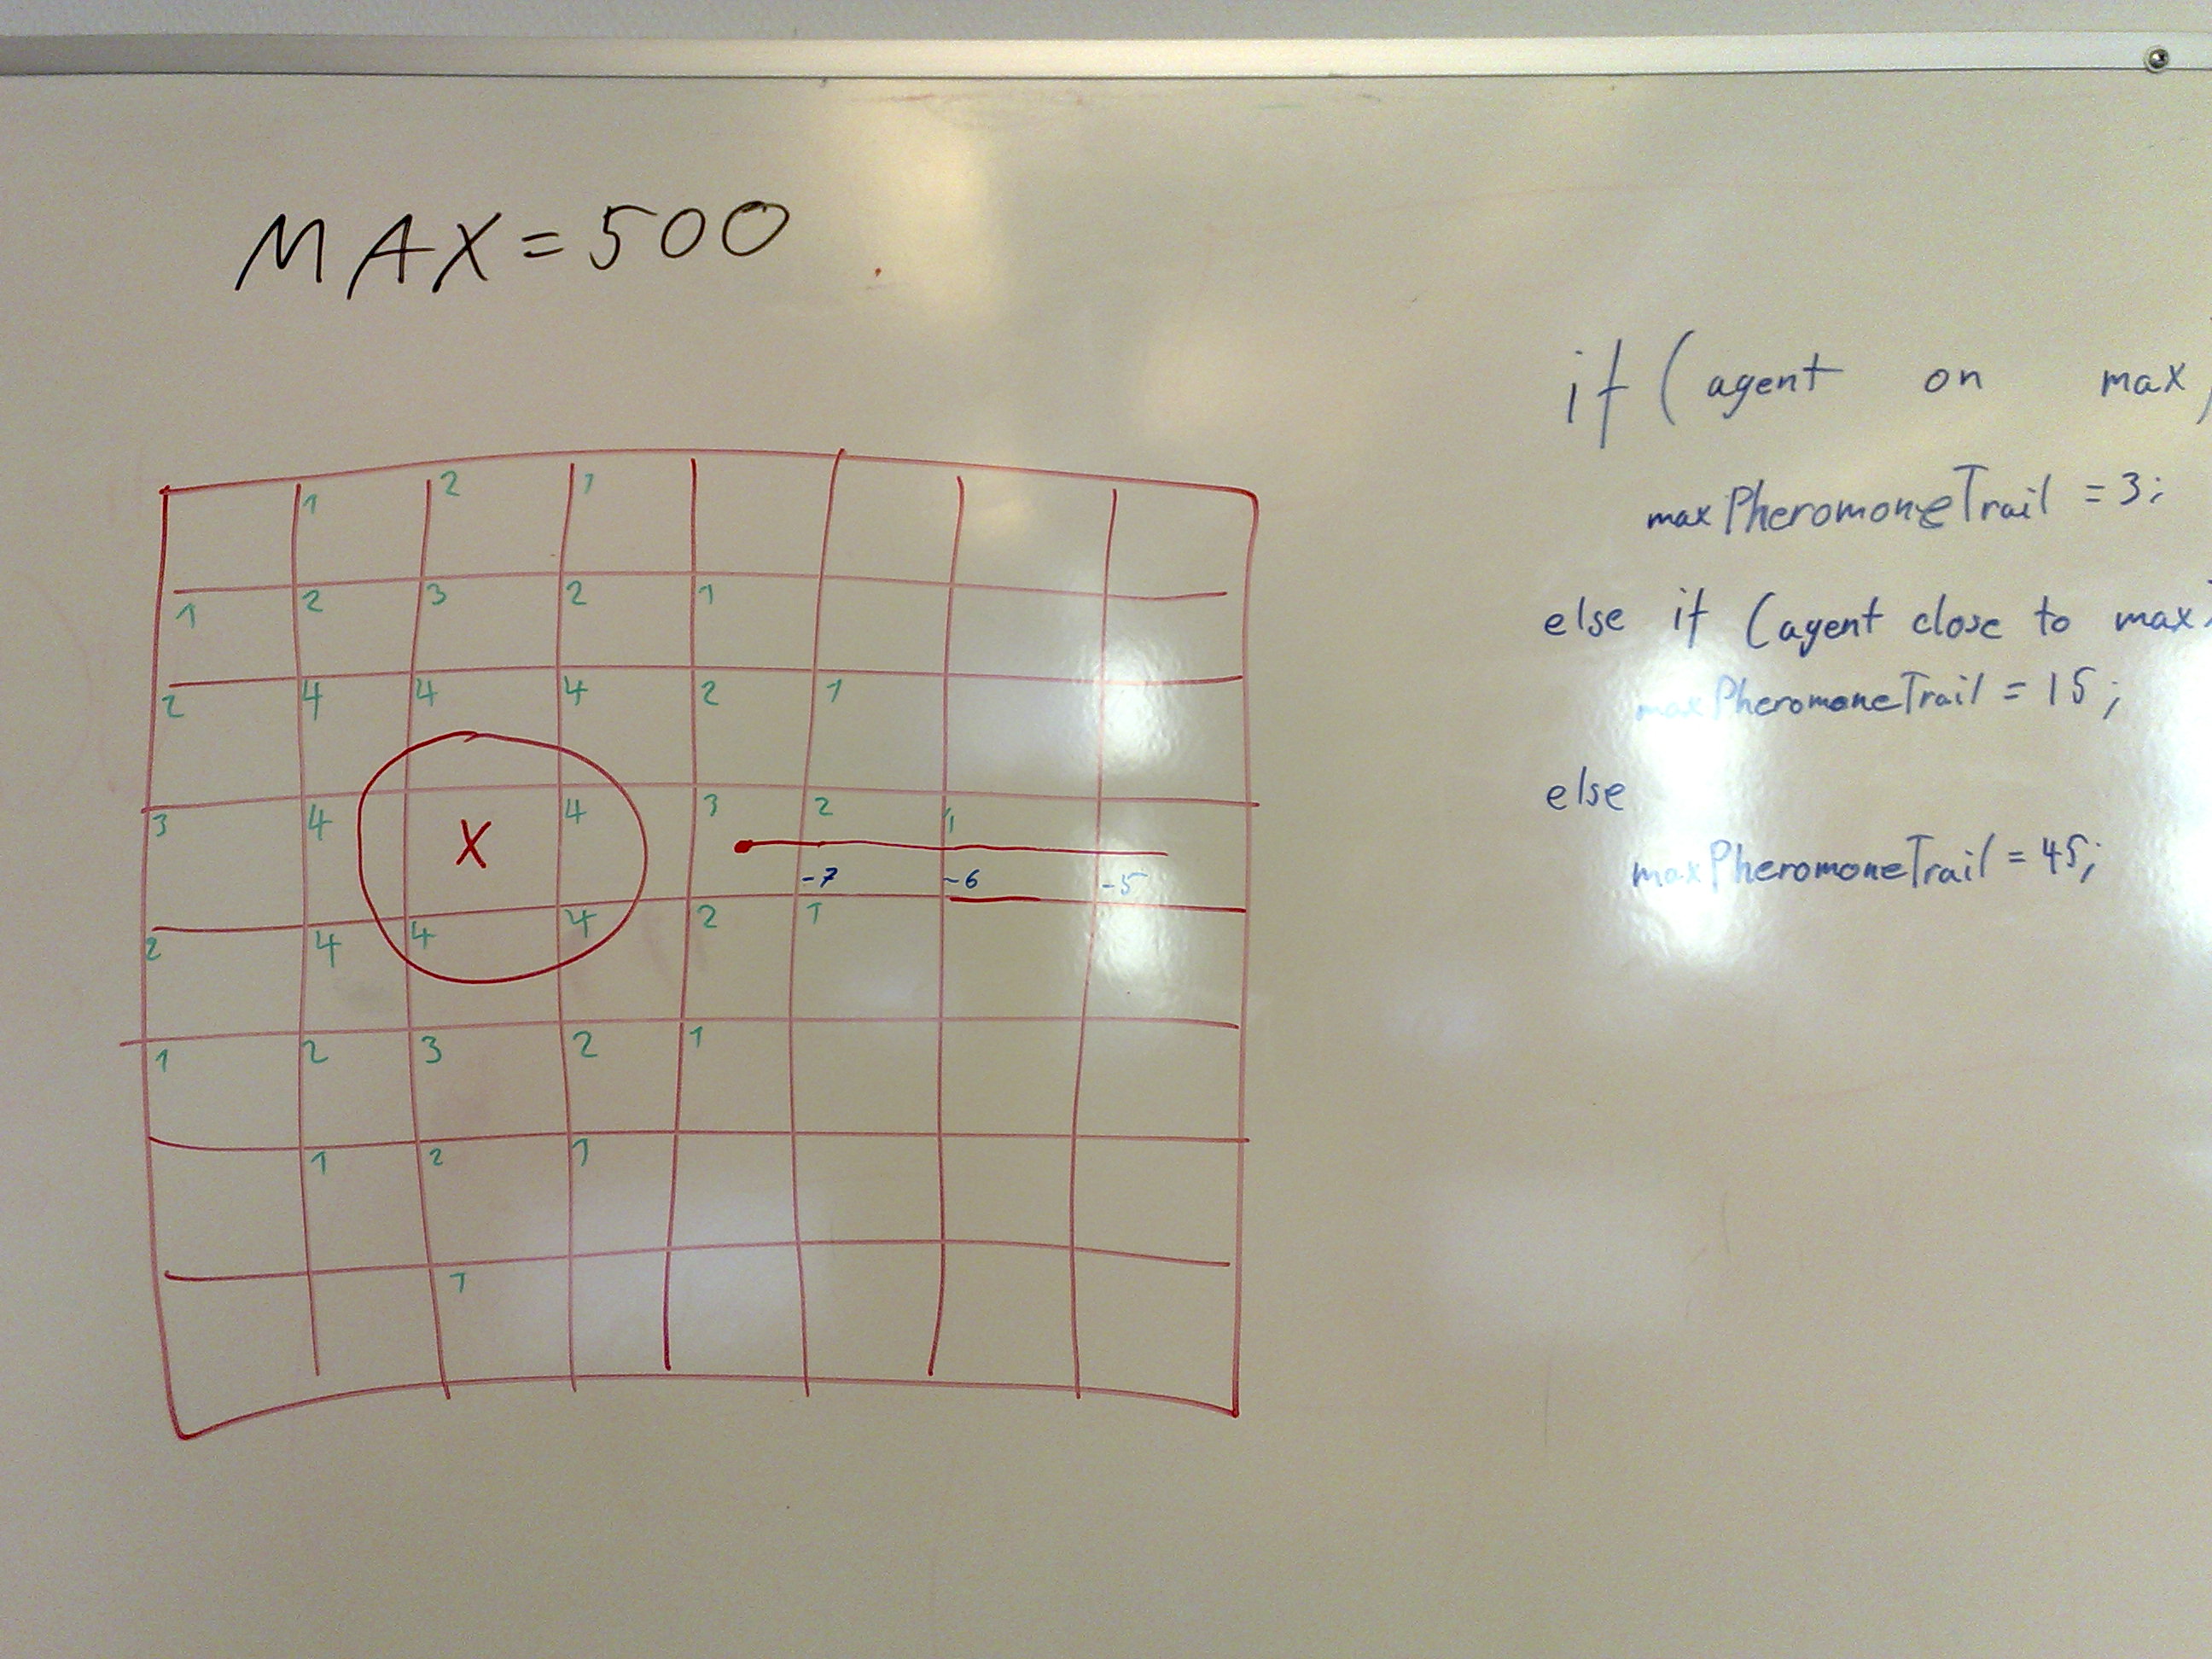 MAX=500
if (agent on max)
maxPheromoneTrail = 3;
else if (agent close to max)
maxPheromoneTrail = 15;
else
maxPheromoneTrail = 45;
1 2 1
1 2 3 2 1
2 4 4 4 2 1
3 4 X 4 3 2 1
-7 -6 -5
2 4 4 4 2 1
1 2 3 2 1
1 2 1
1